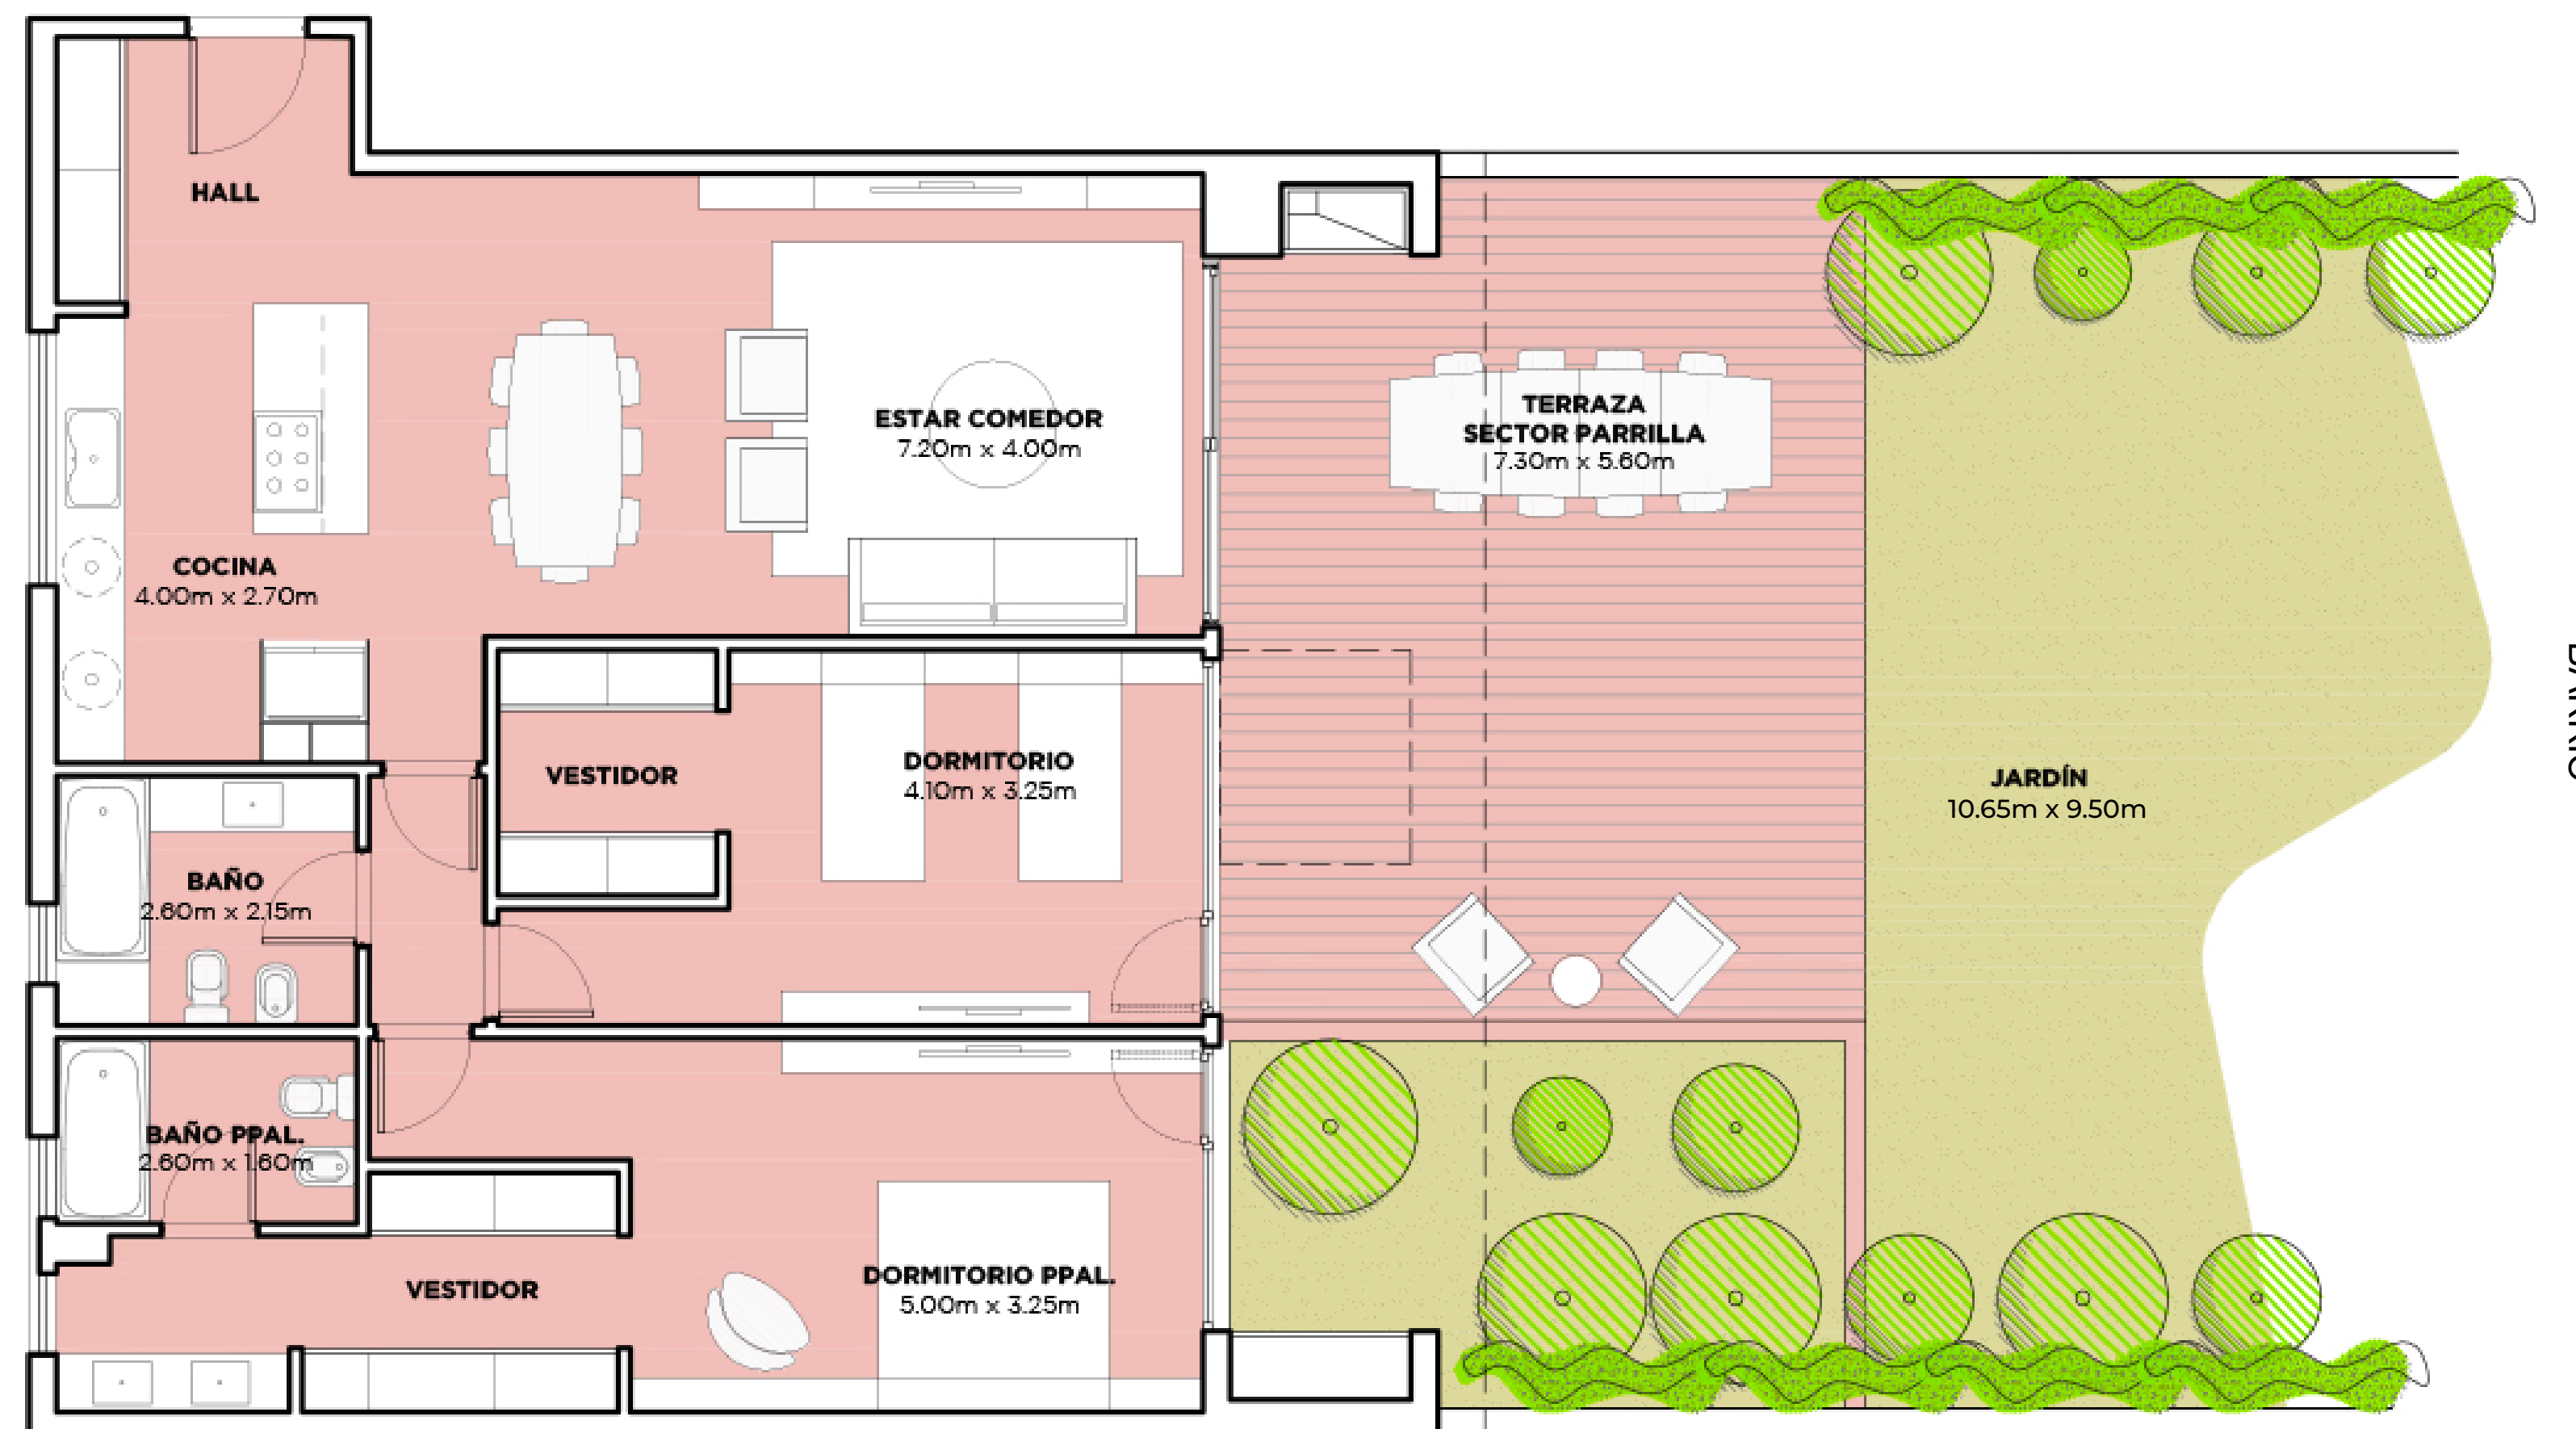 HALL
ESTAR COMEDOR
7.20m x 4.00m
TERRAZA
SECTOR PARRILLA
7.30m x 5.60m
COCINA
4.00m x 2.70m
VESTIDOR
DORMITORIO
4.10m x 3.25m
JARDÍN
10.65m x 9.50m
BAÑO
2.60m x 2.15m
BAÑO PPAL.
2.60m x 1.60m
VESTIDOR
DORMITORIO PPAL.
5.00m x 3.25m